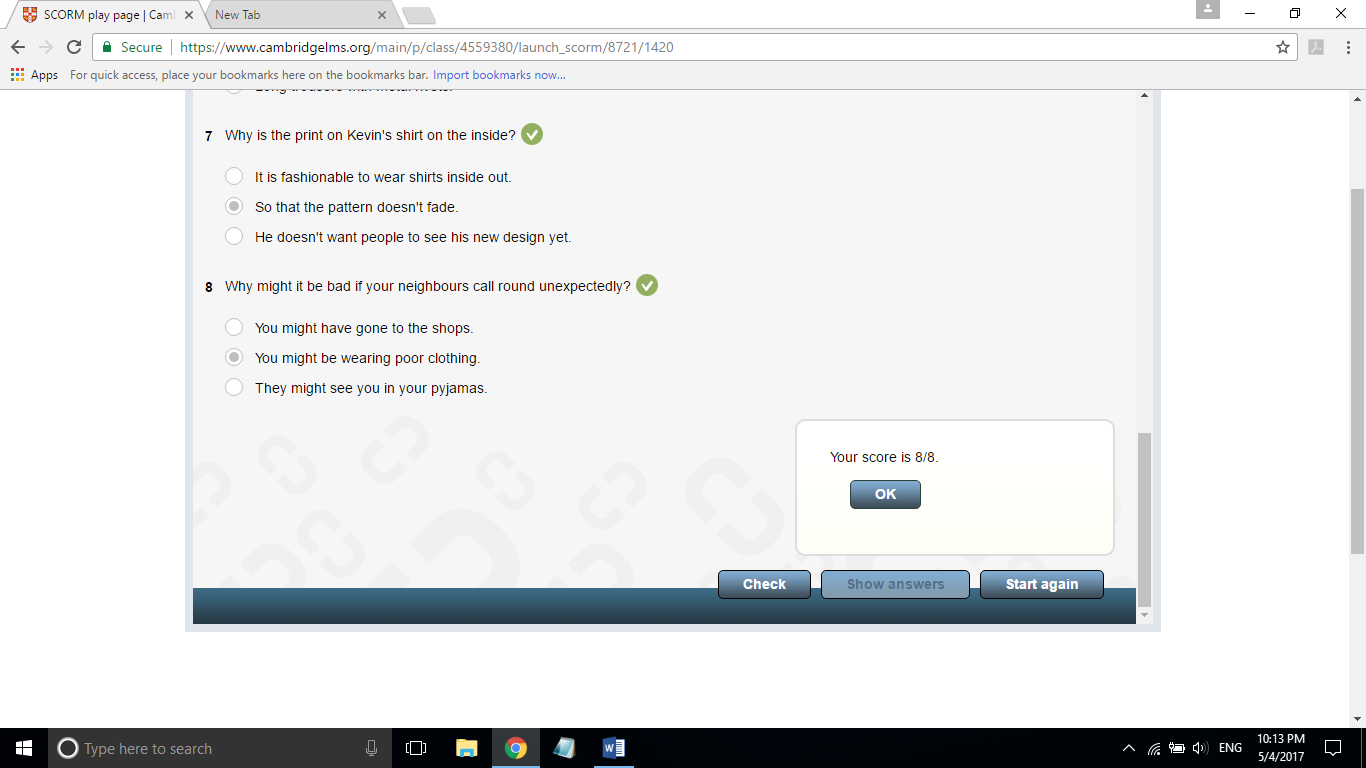 SCORM play page | Cam
New Tab
Secure
https://www.cambridgelms.org/main/p/class/4559380/launch_scorm/8721/1420
Apps
For quick access, place your bookmarks here on the bookmarks bar. Import bookmarks now...
7 Why is the print on Kevin's shirt on the inside?
It is fashionable to wear shirts inside out.
So that the pattern doesn't fade.
He doesn't want people to see his new design yet.
8 Why might it be bad if your neighbours call round unexpectedly?
You might have gone to the shops.
You might be wearing poor clothing.
They might see you in your pyjamas.
Your score is 8/8.
OK
Check
Show answers
Start again
Type here to search
ENG
10:13 PM
5/4/2017